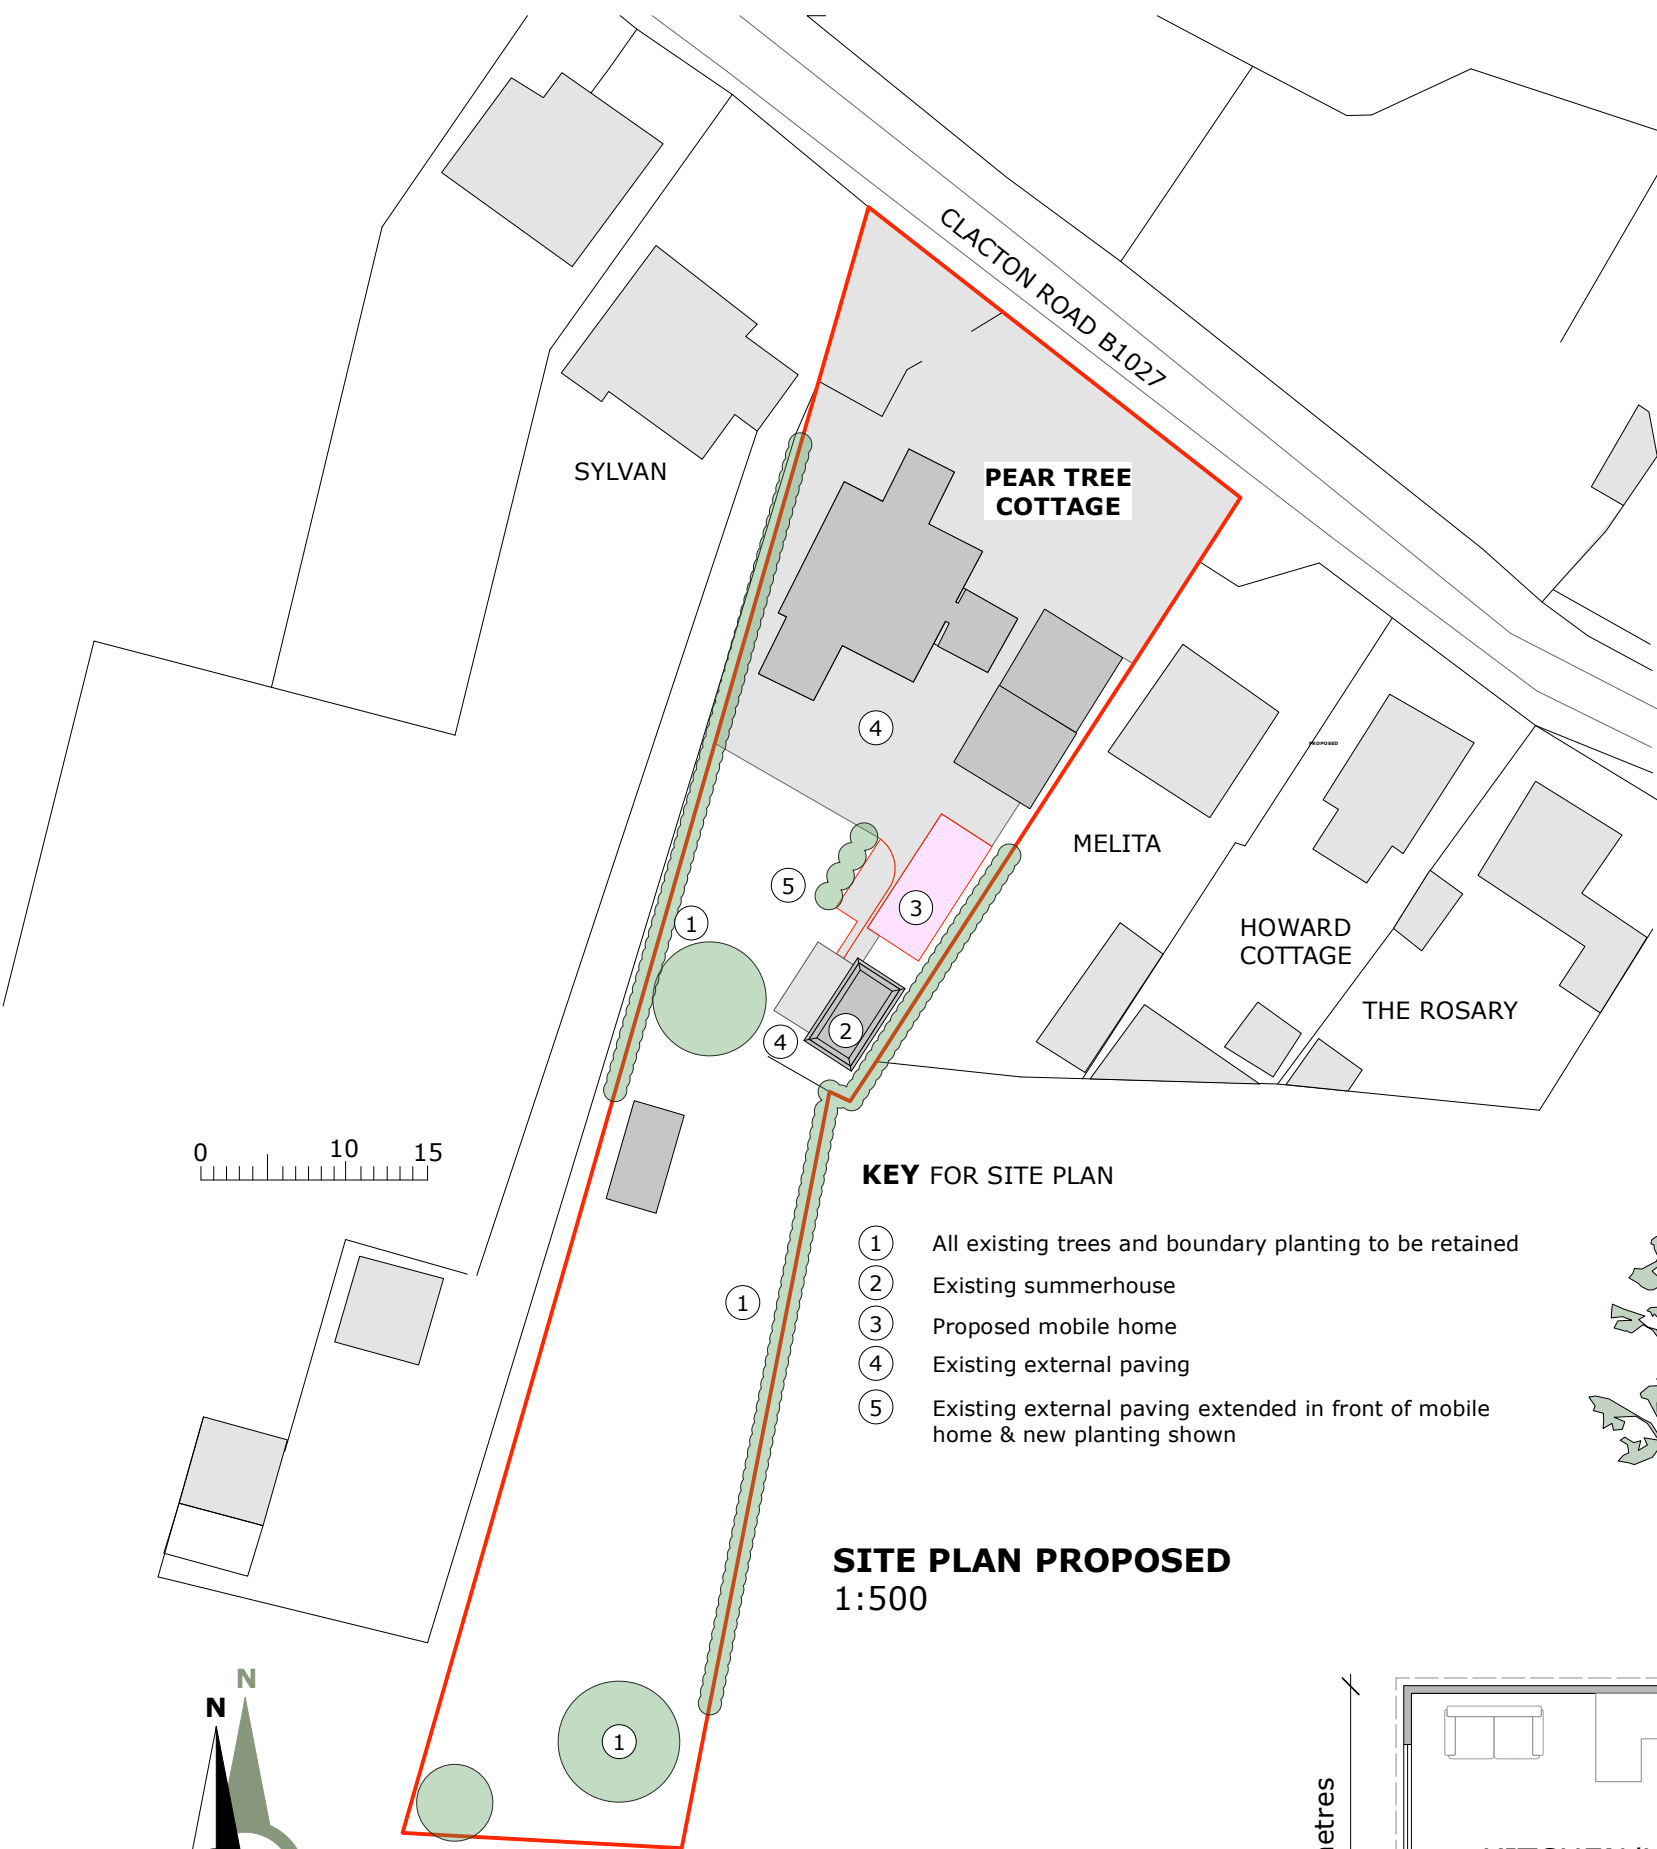 CLACTON ROAD B1027
SYLVAN
PEAR TREE
COTTAGE
4
PROPOSED
MELITA
5
3
1
HOWARD
COTTAGE
THE ROSARY
2
4
0 10 15
KEY FOR SITE PLAN
1 All existing trees and boundary planting to be retained
2 Existing summerhouse
3 Proposed mobile home
4 Existing external paving
5 Existing external paving extended in front of mobile
home & new planting shown
1
SITE PLAN PROPOSED
1:500
N
N
1